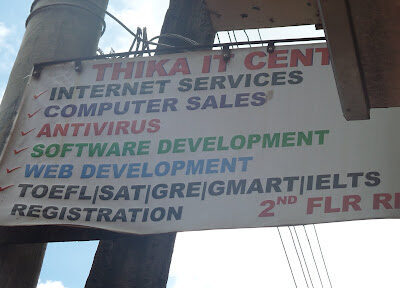 THIKA IT CENT
INTERNET SERVICES
COMPUTER SALES
ANTIVIRUS
SOFTWARE DEVELOPMENT
WEB DEVELOPMENT
TOEFL|SAT|GRE|GMART|IELTS
REGISTRATION
2ND FLR